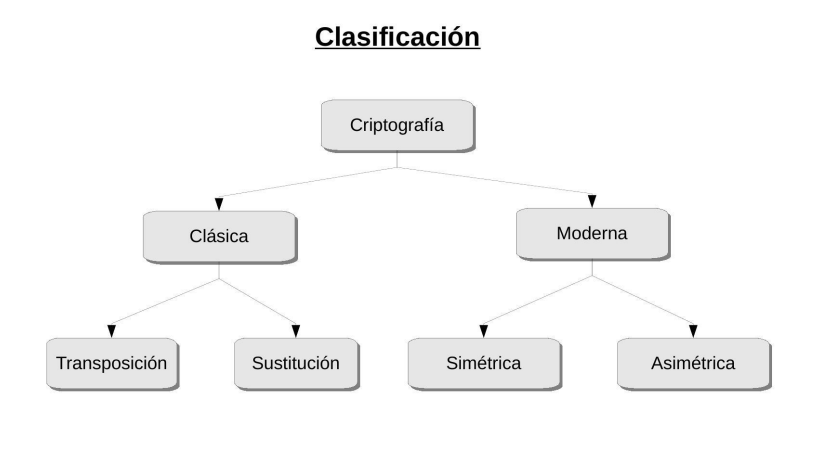 Clasificación
Criptografía
Clásica
Moderna
Transposición
Sustitución
Simétrica
Asimétrica